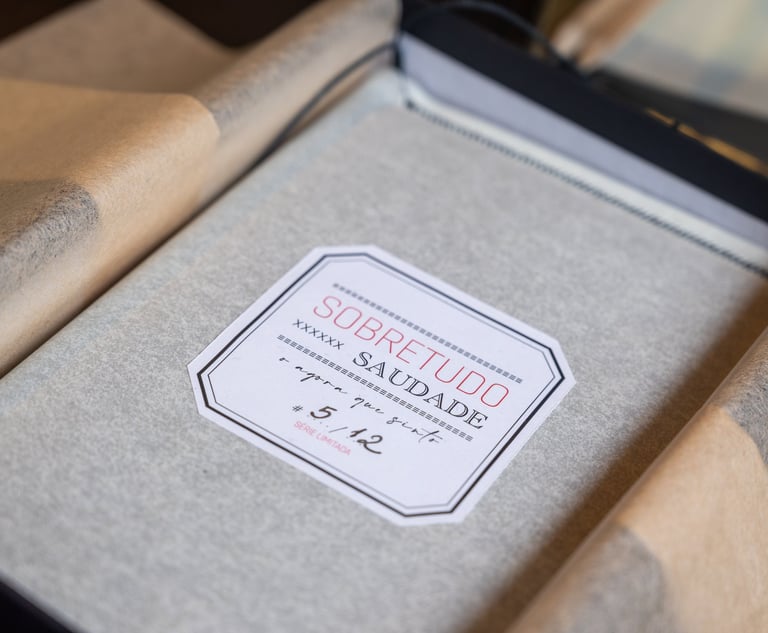 SOBRETUDO
xxxxxx SAUDADE
o agora que sinto
# 5/12
SÉRIE LIMITADA